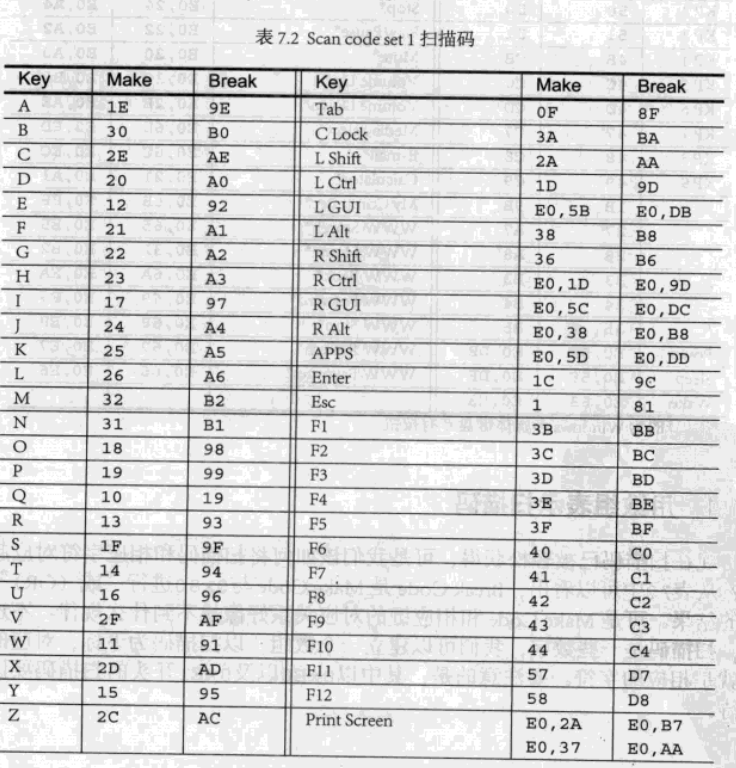 表 7.2 Scan code set 1 扫描码
Key Make Break Key Make Break
A 1E 9E Tab 0F 8F
B 30 B0 C Lock 3A BA
C 2E AE L Shift 2A AA
D 20 A0 L Ctrl 1D 9D
E 12 92 L GUI E0,5B E0,DB
F 21 A1 L Alt 38 B8
G 22 A2 R Shift 36 B6
H 23 A3 R Ctrl E0,1D E0,9D
I 17 97 R GUI E0,5C E0,DC
J 24 A4 R Alt E0,38 E0,B8
K 25 A5 APPS E0,5D E0,DD
L 26 A6 Enter 1C 9C
M 32 B2 Esc 1 81
N 31 B1 F1 3B BB
O 18 98 F2 3C BC
P 19 99 F3 3D BD
Q 10 19 F4 3E BE
R 13 93 F5 3F BF
S 1F 9F F6 40 C0
T 14 94 F7 41 C1
U 16 96 F8 42 C2
V 2F AF F9 43 C3
W 11 91 F10 44 C4
X 2D AD F11 57 D7
Y 15 95 F12 58 D8
Z 2C AC Print Screen E0,2A E0,B7
E0,37 E0,AA